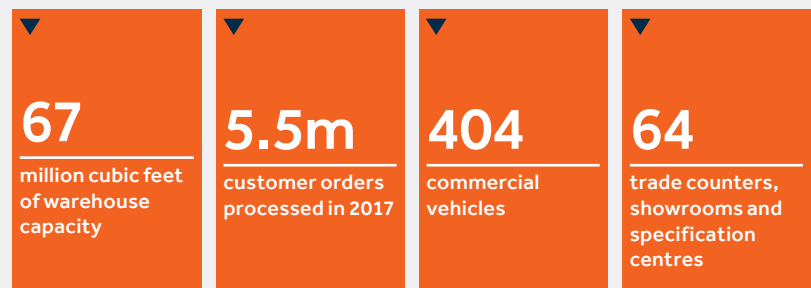 67
million cubic feet
of warehouse
capacity
5.5m
customer orders
processed in 2017
404
commercial
vehicles
64
trade counters,
showrooms and
specification
centres